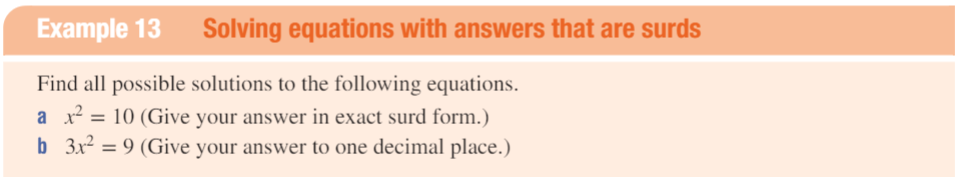 Example 13 Solving equations with answers that are surds
Find all possible solutions to the following equations.
a x² = 10 (Give your answer in exact surd form.)
b 3x² = 9 (Give your answer to one decimal place.)